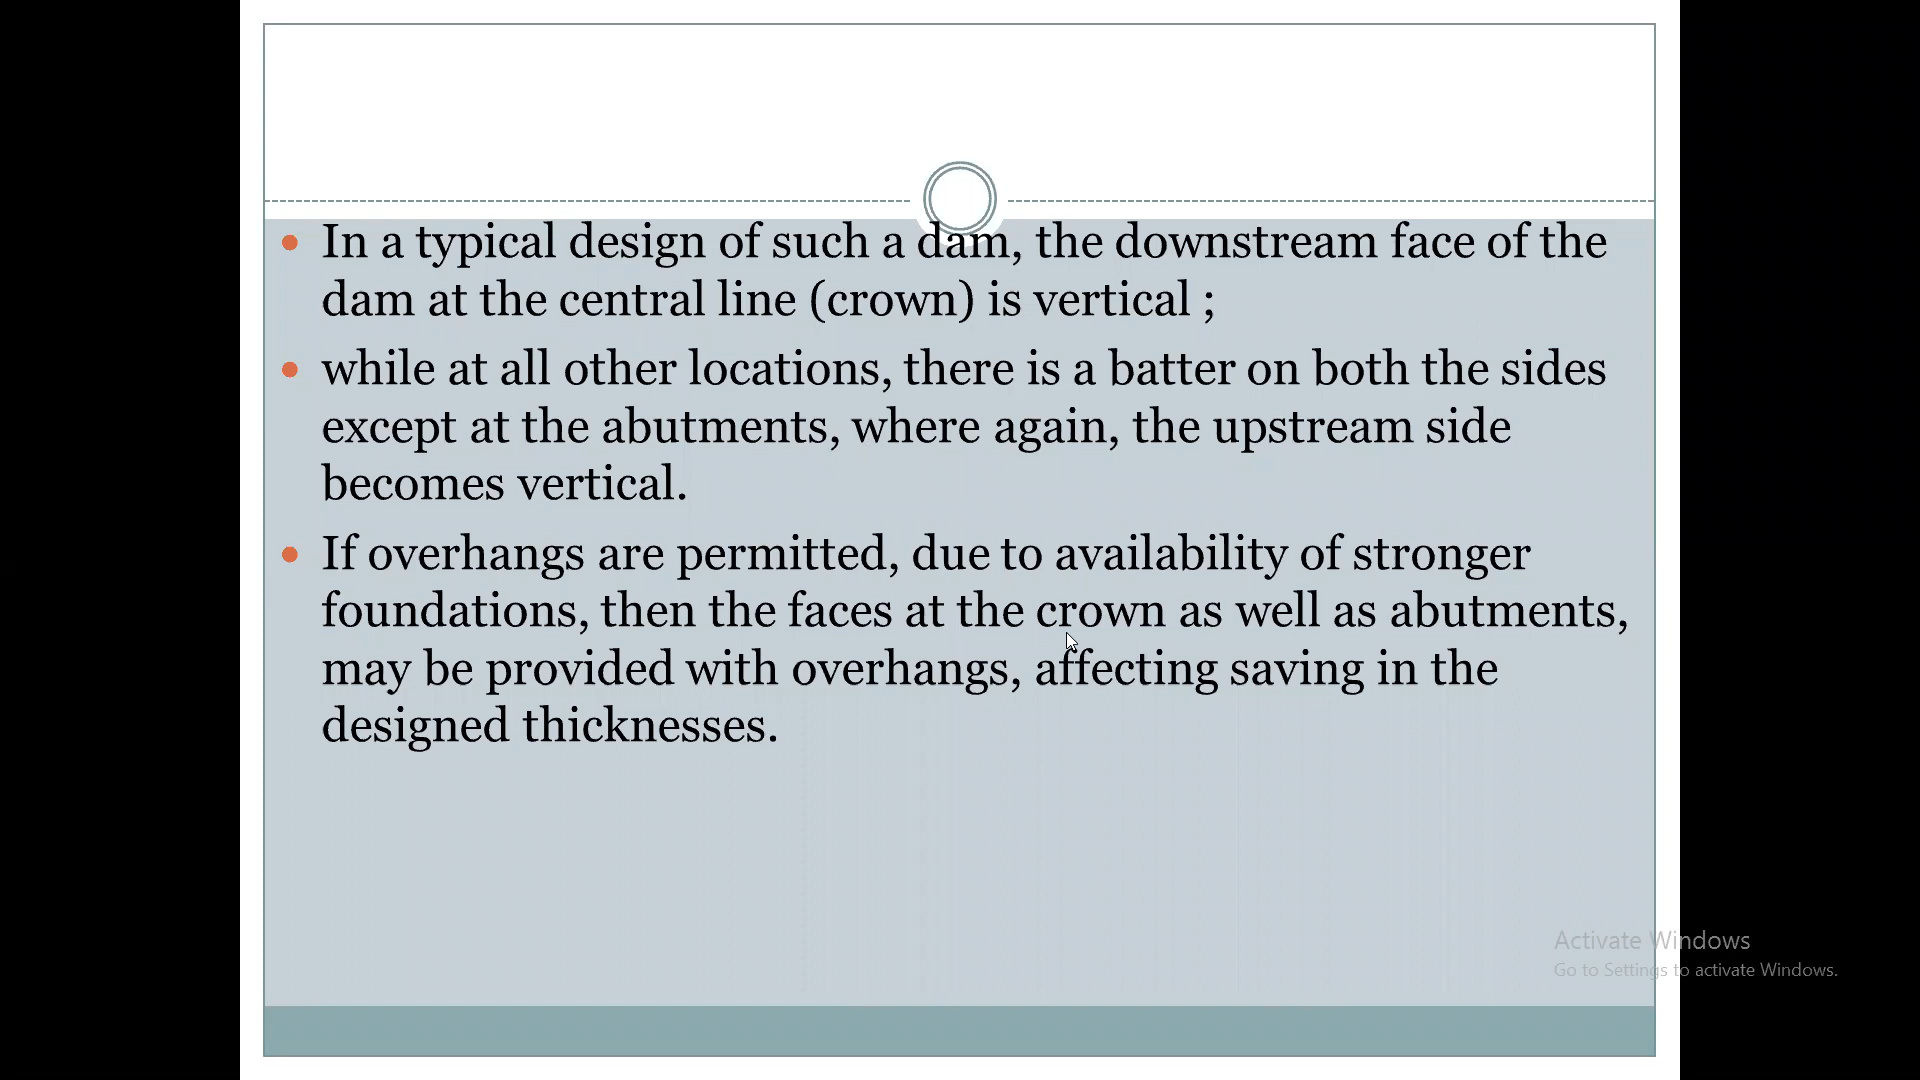 • In a typical design of such a dam, the downstream face of the
dam at the central line (crown) is vertical ;
• while at all other locations, there is a batter on both the sides
except at the abutments, where again, the upstream side
becomes vertical.
• If overhangs are permitted, due to availability of stronger
foundations, then the faces at the crown as well as abutments,
may be provided with overhangs, affecting saving in the
designed thicknesses.
Activate Windows
Go to Settings to activate Windows.